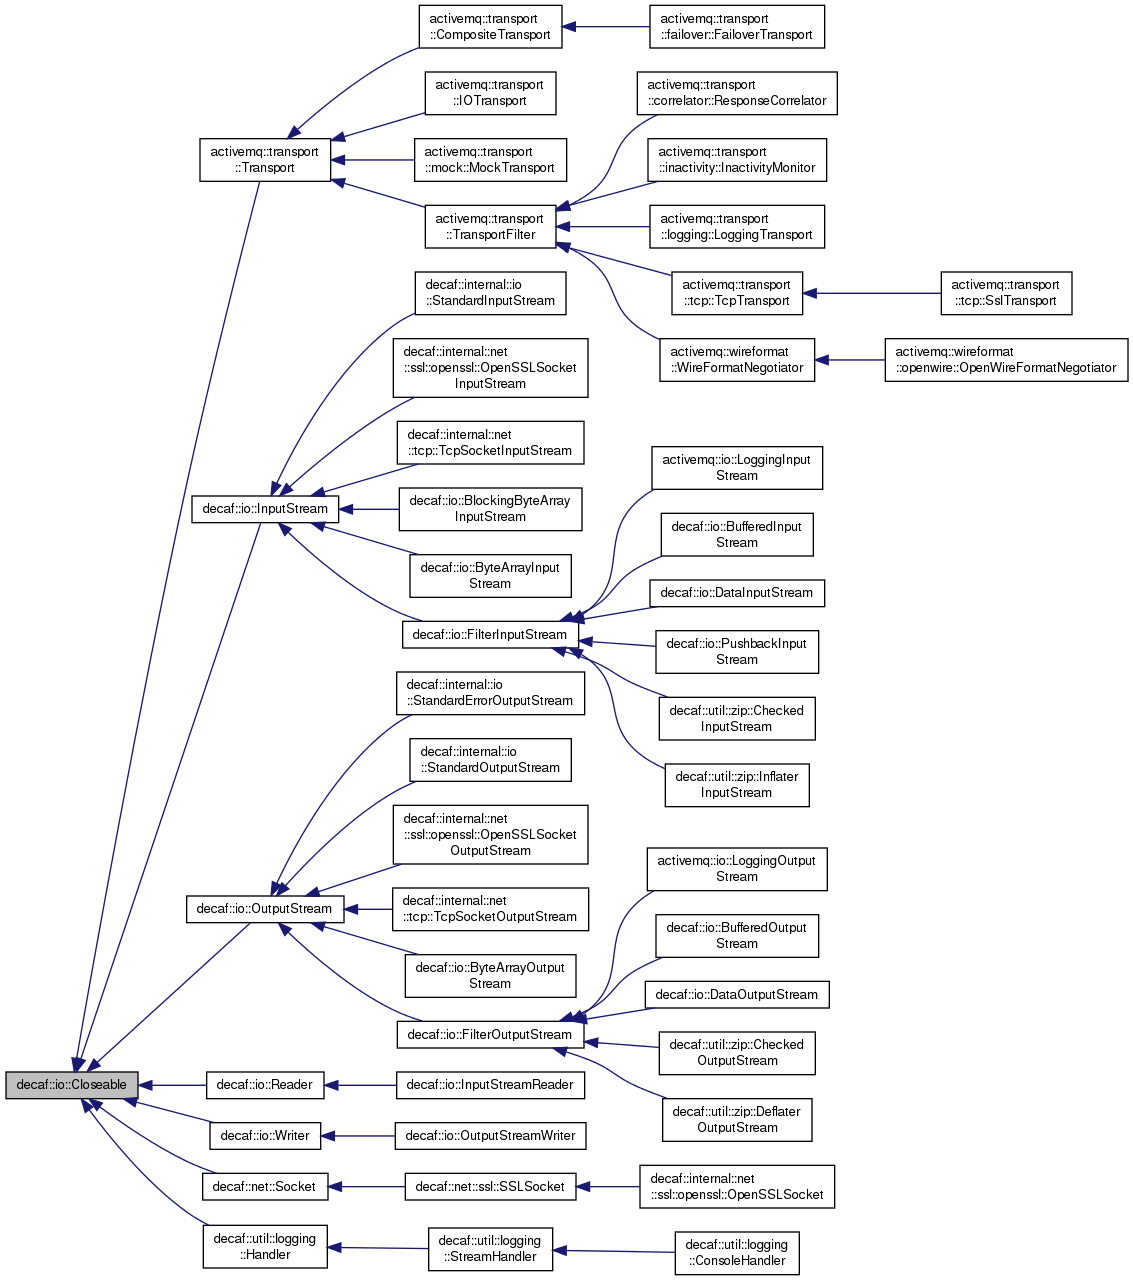 activemq::transport
::CompositeTransport
activemq::transport
::failover::FailoverTransport
activemq::transport
::IOTransport
activemq::transport
::correlator::ResponseCorrelator
activemq::transport
::Transport
activemq::transport
::mock::MockTransport
activemq::transport
::inactivity::InactivityMonitor
activemq::transport
::TransportFilter
activemq::transport
::logging::LoggingTransport
decaf::internal::io
::StandardInputStream
activemq::transport
::tcp::TcpTransport
activemq::transport
::tcp::SslTransport
decaf::internal::net
::ssl::openssl::OpenSSLSocket
InputStream
activemq::wireformat
::WireFormatNegotiator
activemq::wireformat
::openwire::OpenWireFormatNegotiator
decaf::internal::net
::tcp::TcpSocketInputStream
activemq::io::LoggingInput
Stream
decaf::io::InputStream
decaf::io::BlockingByteArray
InputStream
decaf::io::BufferedInput
Stream
decaf::io::ByteArrayInput
Stream
decaf::io::DataInputStream
decaf::io::FilterInputStream
decaf::io::PushbackInput
Stream
decaf::internal::io
::StandardErrorOutputStream
decaf::util::zip::Checked
InputStream
decaf::internal::io
::StandardOutputStream
decaf::util::zip::Inflater
InputStream
decaf::internal::net
::ssl::openssl::OpenSSLSocket
OutputStream
activemq::io::LoggingOutput
Stream
decaf::io::OutputStream
decaf::internal::net
::tcp::TcpSocketOutputStream
decaf::io::BufferedOutput
Stream
decaf::io::ByteArrayOutput
Stream
decaf::io::DataOutputStream
decaf::io::FilterOutputStream
decaf::util::zip::Checked
OutputStream
decaf::io::Closeable
decaf::io::Reader
decaf::io::InputStreamReader
decaf::util::zip::Deflater
OutputStream
decaf::io::Writer
decaf::io::OutputStreamWriter
decaf::net::Socket
decaf::net::ssl::SSLSocket
decaf::internal::net
::ssl::openssl::OpenSSLSocket
decaf::util::logging
::Handler
decaf::util::logging
::StreamHandler
decaf::util::logging
::ConsoleHandler